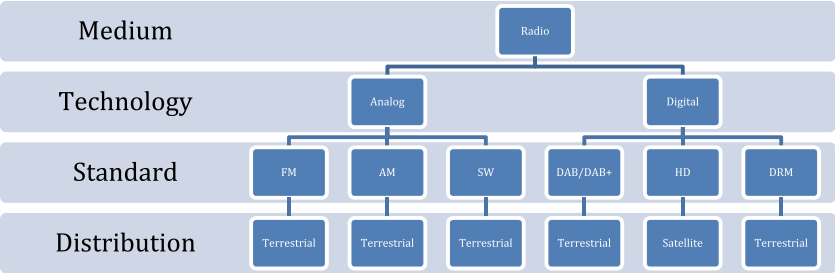 Medium
Radio
Technology
Analog
Digital
Standard
FM
AM
SW
DAB/DAB+
HD
DRM
Distribution
Terrestrial
Terrestrial
Terrestrial
Terrestrial
Satellite
Terrestrial